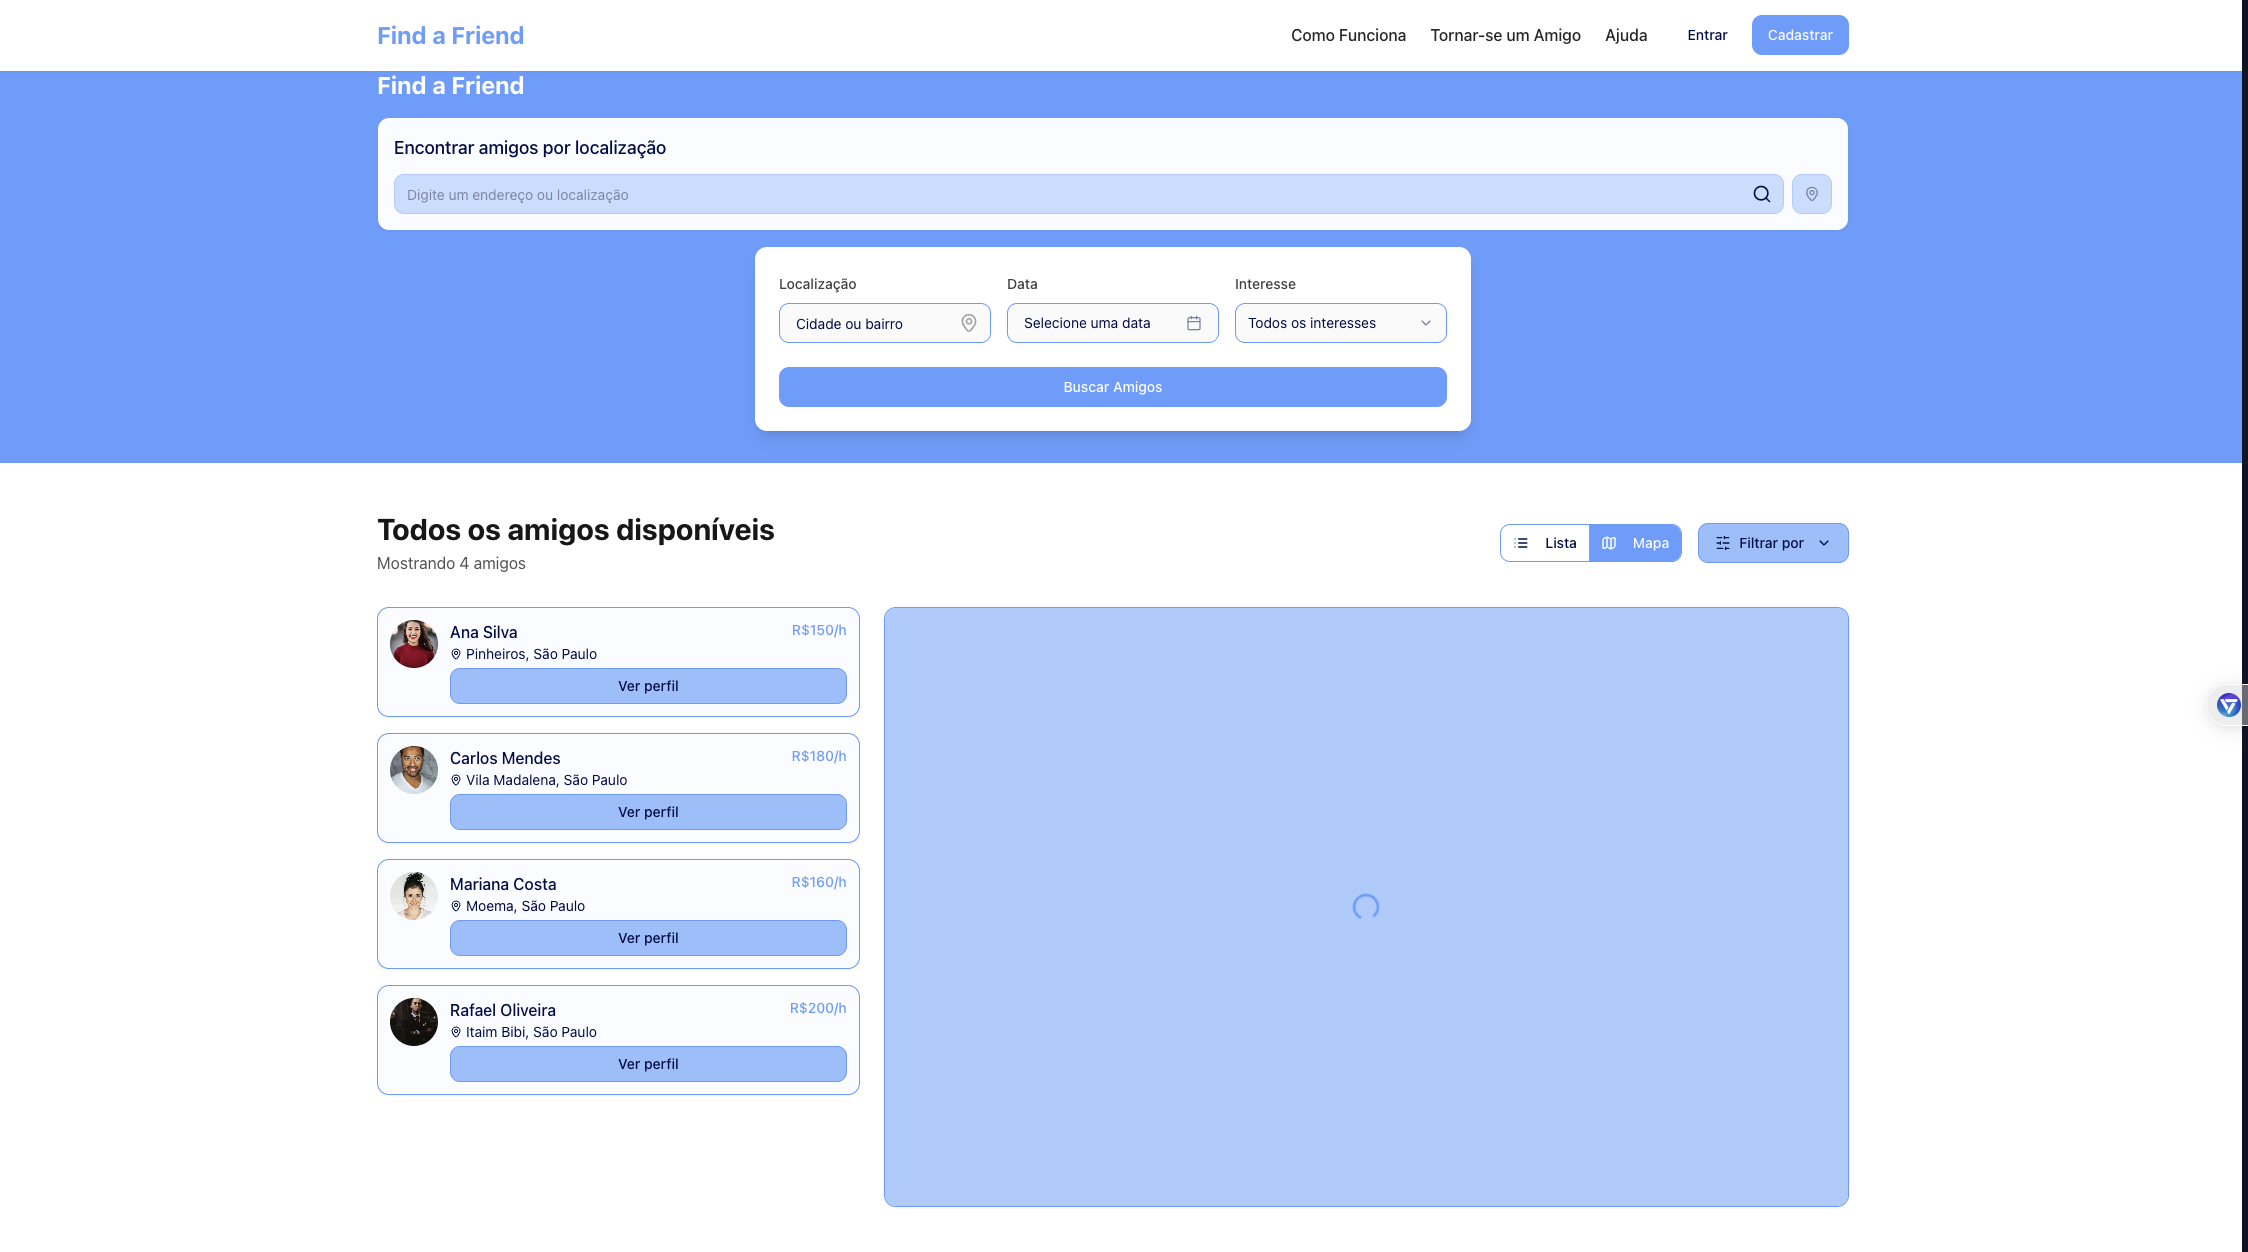 Find a Friend
Como Funciona Tornar-se um Amigo Ajuda Entrar Cadastrar
Find a Friend
Encontrar amigos por localização
Digite um endereço ou localização
Localização Data Interesse
Cidade ou bairro Selecione uma data Todos os interesses
Buscar Amigos
Todos os amigos disponíveis
Mostrando 4 amigos
Lista Mapa Filtrar por
Ana Silva R$150/h
Pinheiros, São Paulo
Ver perfil
Carlos Mendes R$180/h
Vila Madalena, São Paulo
Ver perfil
Mariana Costa R$160/h
Moema, São Paulo
Ver perfil
Rafael Oliveira R$200/h
Itaim Bibi, São Paulo
Ver perfil